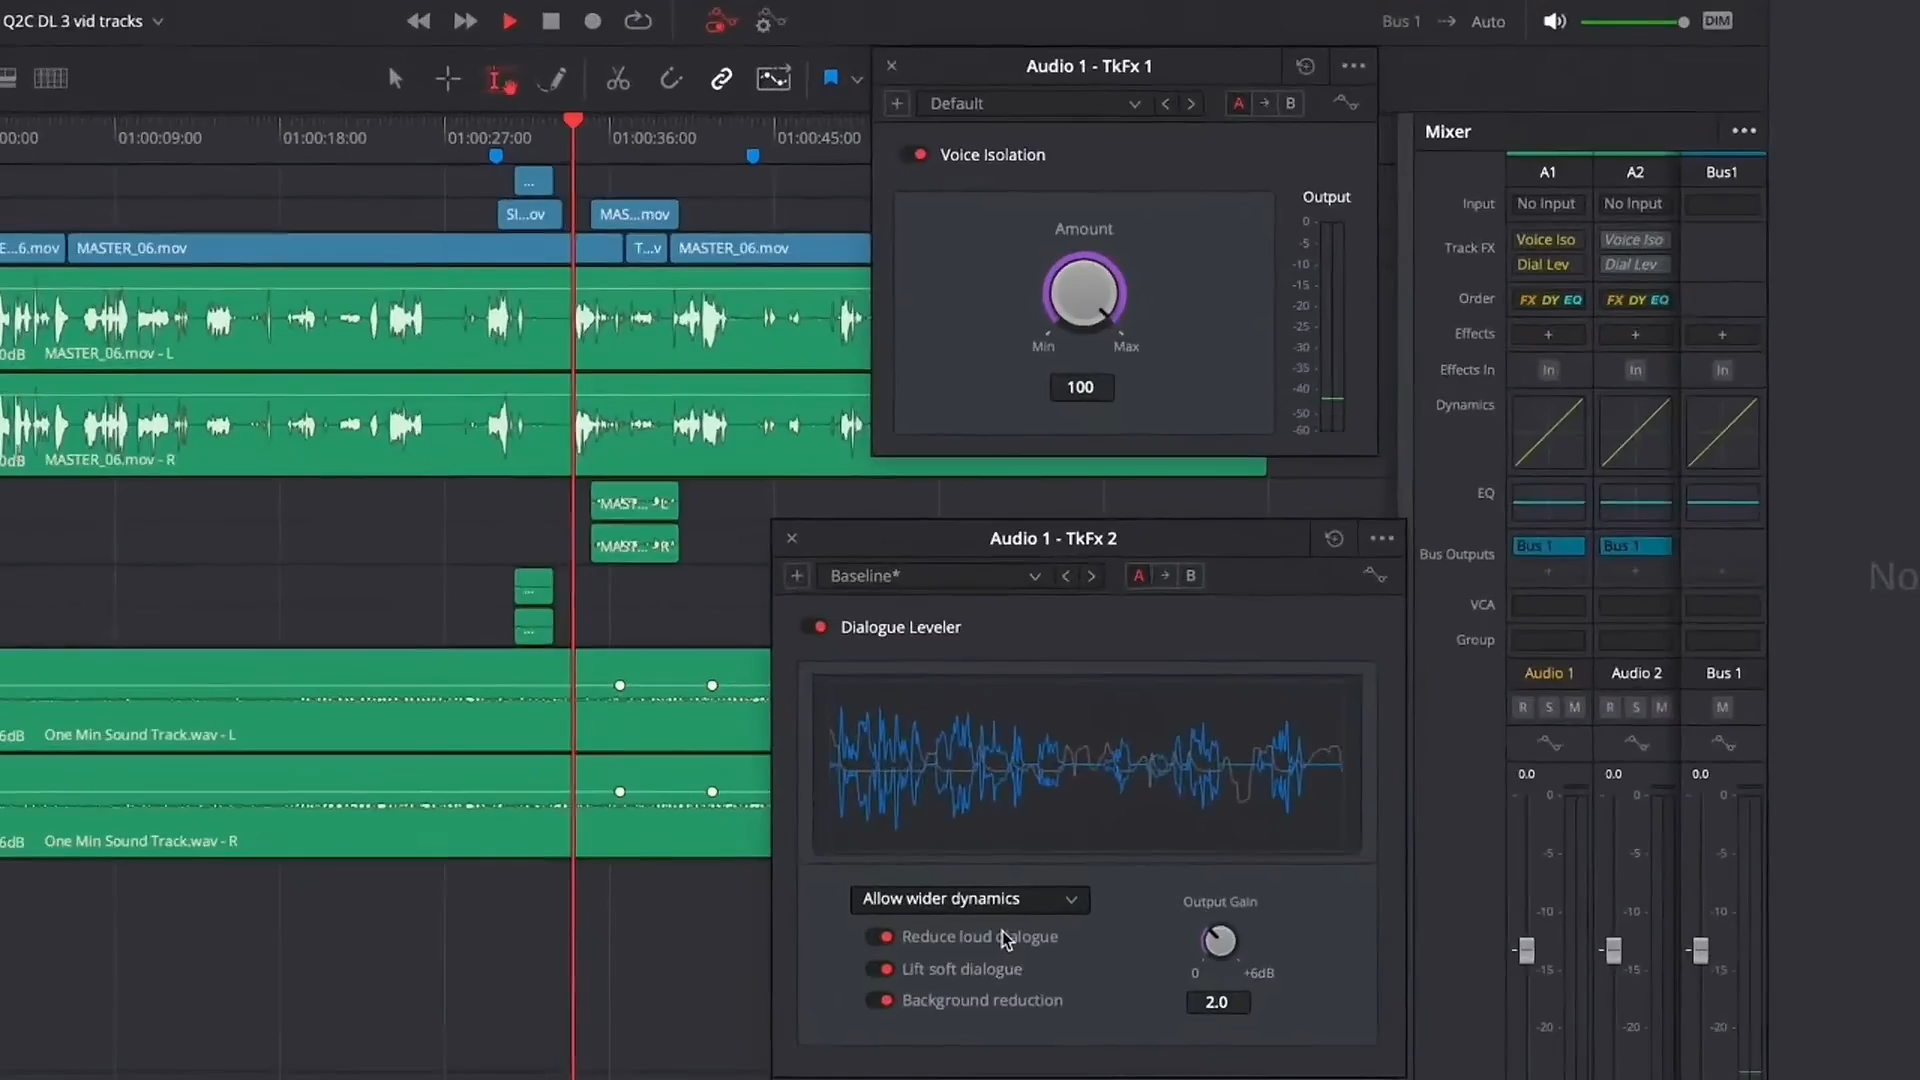 Q2C DL 3 vid tracks
Bus 1
Auto
DIM
00:00
01:00:09:00
01:00:18:00
01:00:27:00
01:00:36:00
01:00:45:00
...
SI...ov
MAS...mov
E...6.mov
MASTER_06.mov
T...v
MASTER_06.mov
0dB
MASTER_06.mov - L
0dB
MASTER_06.mov - R
MAST... - L
MAST... - R
...
...
6dB
One Min Sound Track.wav - L
6dB
One Min Sound Track.wav - R
Audio 1 - TkFx 1
Default
A
B
Voice Isolation
Amount
Min
Max
100
Output
0
-5
-10
-15
-20
-25
-30
-35
-40
-50
-60
Audio 1 - TkFx 2
Baseline*
A
B
Dialogue Leveler
Allow wider dynamics
Reduce loud dialogue
Lift soft dialogue
Background reduction
Output Gain
0
+6dB
2.0
Mixer
A1
A2
Bus1
Input
No Input
No Input
Track FX
Voice Iso
Voice Iso
Dial Lev
Dial Lev
Order
FX DY EQ
FX DY EQ
Effects
+
+
+
Effects In
In
In
In
Dynamics
EQ
Bus Outputs
Bus 1
Bus 1
VCA
Group
Audio 1
Audio 2
Bus 1
R S M
R S M
M
0.0
0.0
0.0
0
0
0
-5
-5
-5
-10
-10
-10
-15
-15
-15
-20
-20
-20
No